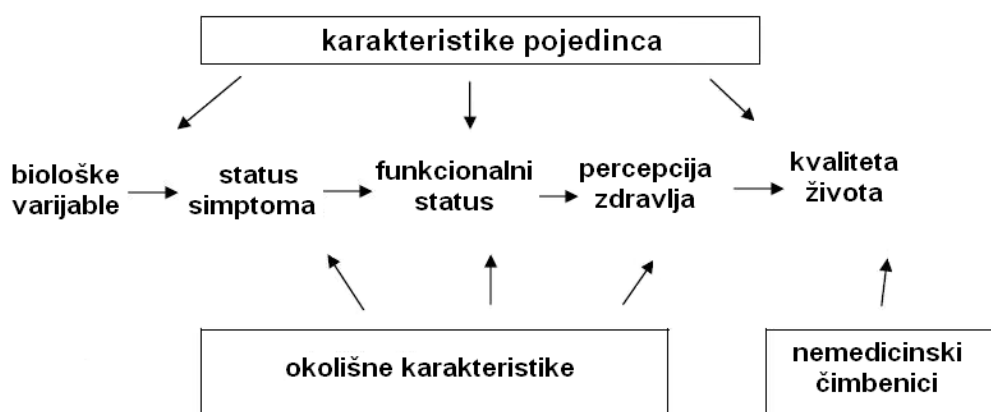 karakteristike pojedinca
biološke
varijable
status
simptoma
funkcionalni
status
percepcija
zdravlja
kvaliteta
života
okolišne karakteristike
nemedicinski
čimbenici